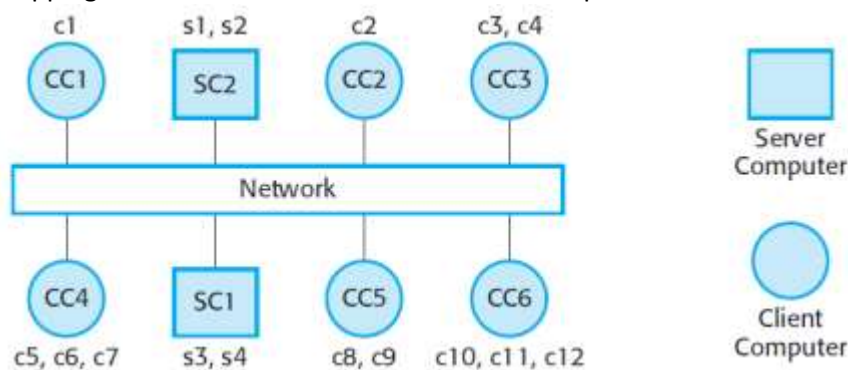 c1 s1, s2 c2 c3, c4
CC1 SC2 CC2 CC3
Network
CC4 SC1 CC5 CC6
c5, c6, c7 s3, s4 c8, c9 c10, c11, c12
Server
Computer
Client
Computer